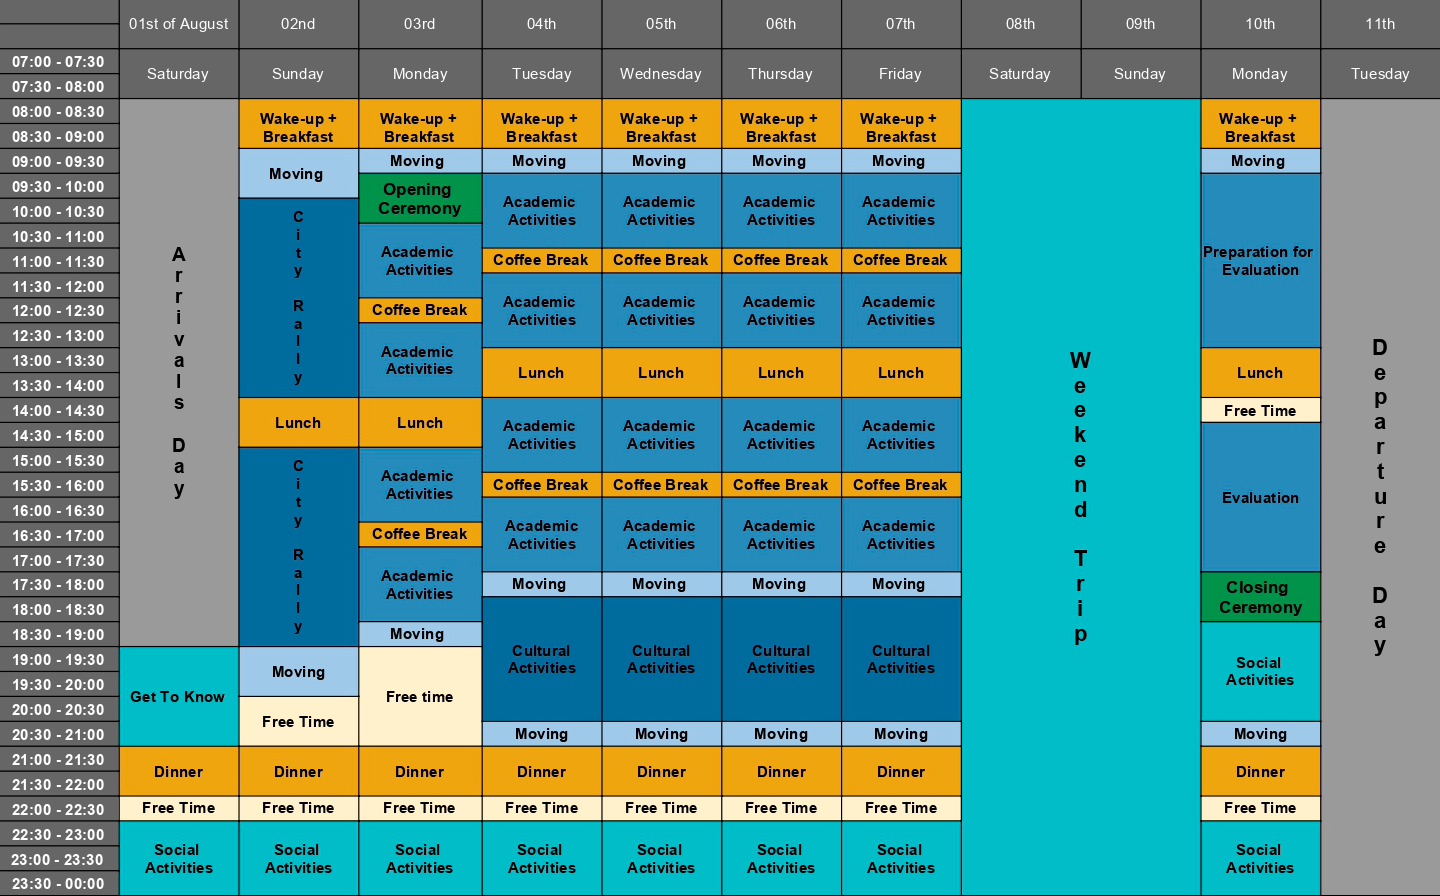 01st of August 02nd 03rd 04th 05th 06th 07th 08th 09th 10th 11th
Saturday Sunday Monday Tuesday Wednesday Thursday Friday Saturday Sunday Monday Tuesday
07:00 - 07:30
07:30 - 08:00
08:00 - 08:30
08:30 - 09:00
09:00 - 09:30
09:30 - 10:00
10:00 - 10:30
10:30 - 11:00
11:00 - 11:30
11:30 - 12:00
12:00 - 12:30
12:30 - 13:00
13:00 - 13:30
13:30 - 14:00
14:00 - 14:30
14:30 - 15:00
15:00 - 15:30
15:30 - 16:00
16:00 - 16:30
16:30 - 17:00
17:00 - 17:30
17:30 - 18:00
18:00 - 18:30
18:30 - 19:00
19:00 - 19:30
19:30 - 20:00
20:00 - 20:30
20:30 - 21:00
21:00 - 21:30
21:30 - 22:00
22:00 - 22:30
22:30 - 23:00
23:00 - 23:30
23:30 - 00:00
Arrivals Day
Get To Know
Dinner
Free Time
Social
Activities
Wake-up +
Breakfast
Moving
City Rally
Lunch
City Rally
Moving
Free Time
Dinner
Free Time
Social
Activities
Wake-up +
Breakfast
Moving
Opening
Ceremony
Academic
Activities
Coffee Break
Academic
Activities
Lunch
Academic
Activities
Coffee Break
Academic
Activities
Moving
Free time
Dinner
Free Time
Social
Activities
Wake-up +
Breakfast
Moving
Academic
Activities
Coffee Break
Academic
Activities
Lunch
Academic
Activities
Coffee Break
Academic
Activities
Moving
Cultural
Activities
Moving
Dinner
Free Time
Social
Activities
Wake-up +
Breakfast
Moving
Academic
Activities
Coffee Break
Academic
Activities
Lunch
Academic
Activities
Coffee Break
Academic
Activities
Moving
Cultural
Activities
Moving
Dinner
Free Time
Social
Activities
Wake-up +
Breakfast
Moving
Academic
Activities
Coffee Break
Academic
Activities
Lunch
Academic
Activities
Coffee Break
Academic
Activities
Moving
Cultural
Activities
Moving
Dinner
Free Time
Social
Activities
Wake-up +
Breakfast
Moving
Academic
Activities
Coffee Break
Academic
Activities
Lunch
Academic
Activities
Coffee Break
Academic
Activities
Moving
Cultural
Activities
Moving
Dinner
Free Time
Social
Activities
Weekend Trip
Wake-up +
Breakfast
Moving
Preparation for
Evaluation
Lunch
Free Time
Evaluation
Closing
Ceremony
Social
Activities
Moving
Dinner
Free Time
Social
Activities
Departure Day